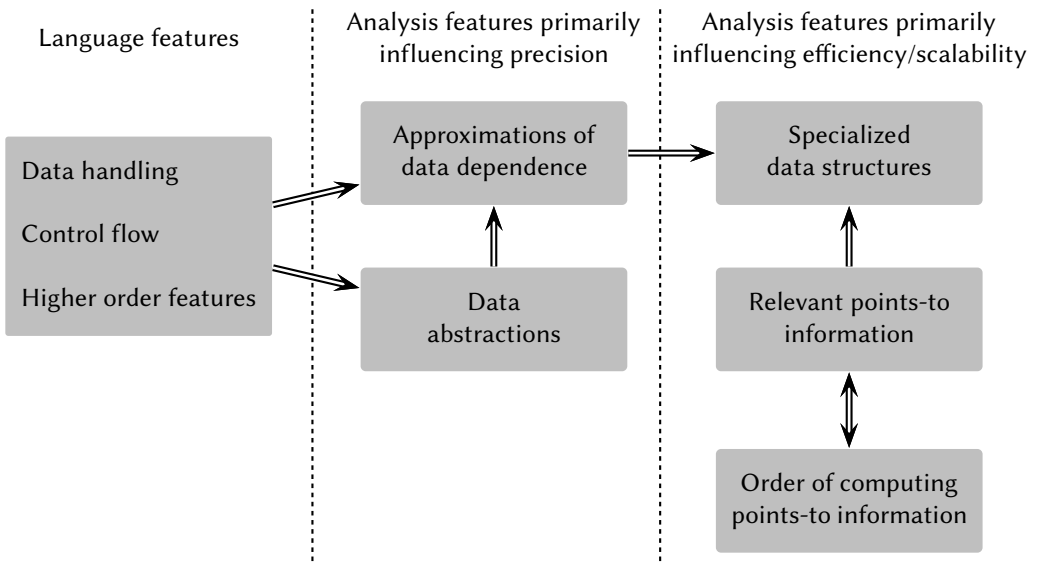 Language features
Analysis features primarily
influencing precision
Analysis features primarily
influencing efficiency/scalability
Data handling
Control flow
Higher order features
Approximations of
data dependence
Data
abstractions
Specialized
data structures
Relevant points-to
information
Order of computing
points-to information